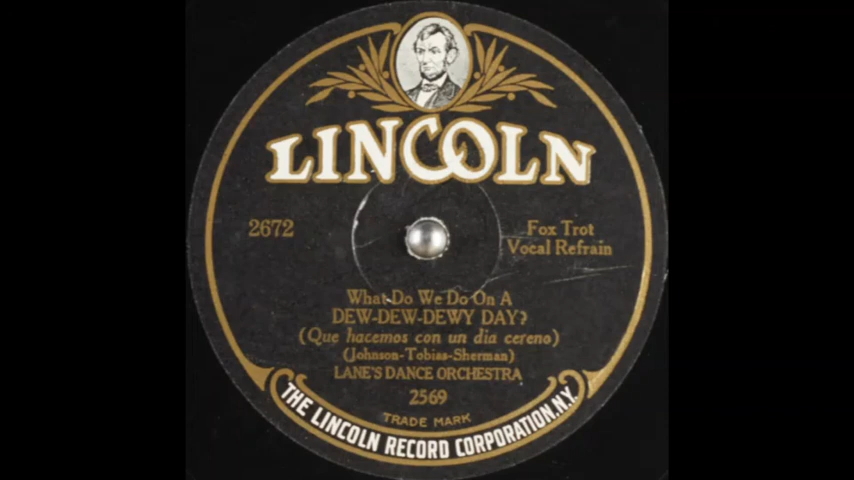 LINCOLN
2672
Fox Trot
Vocal Refrain
What Do We Do On A
DEW-DEW-DEWY DAY?
(Que hacemos con un dia cereno)
(Johnson-Tobias-Sherman)
LANE'S DANCE ORCHESTRA
2569
TRADE MARK
THE LINCOLN RECORD CORPORATION, N.Y.